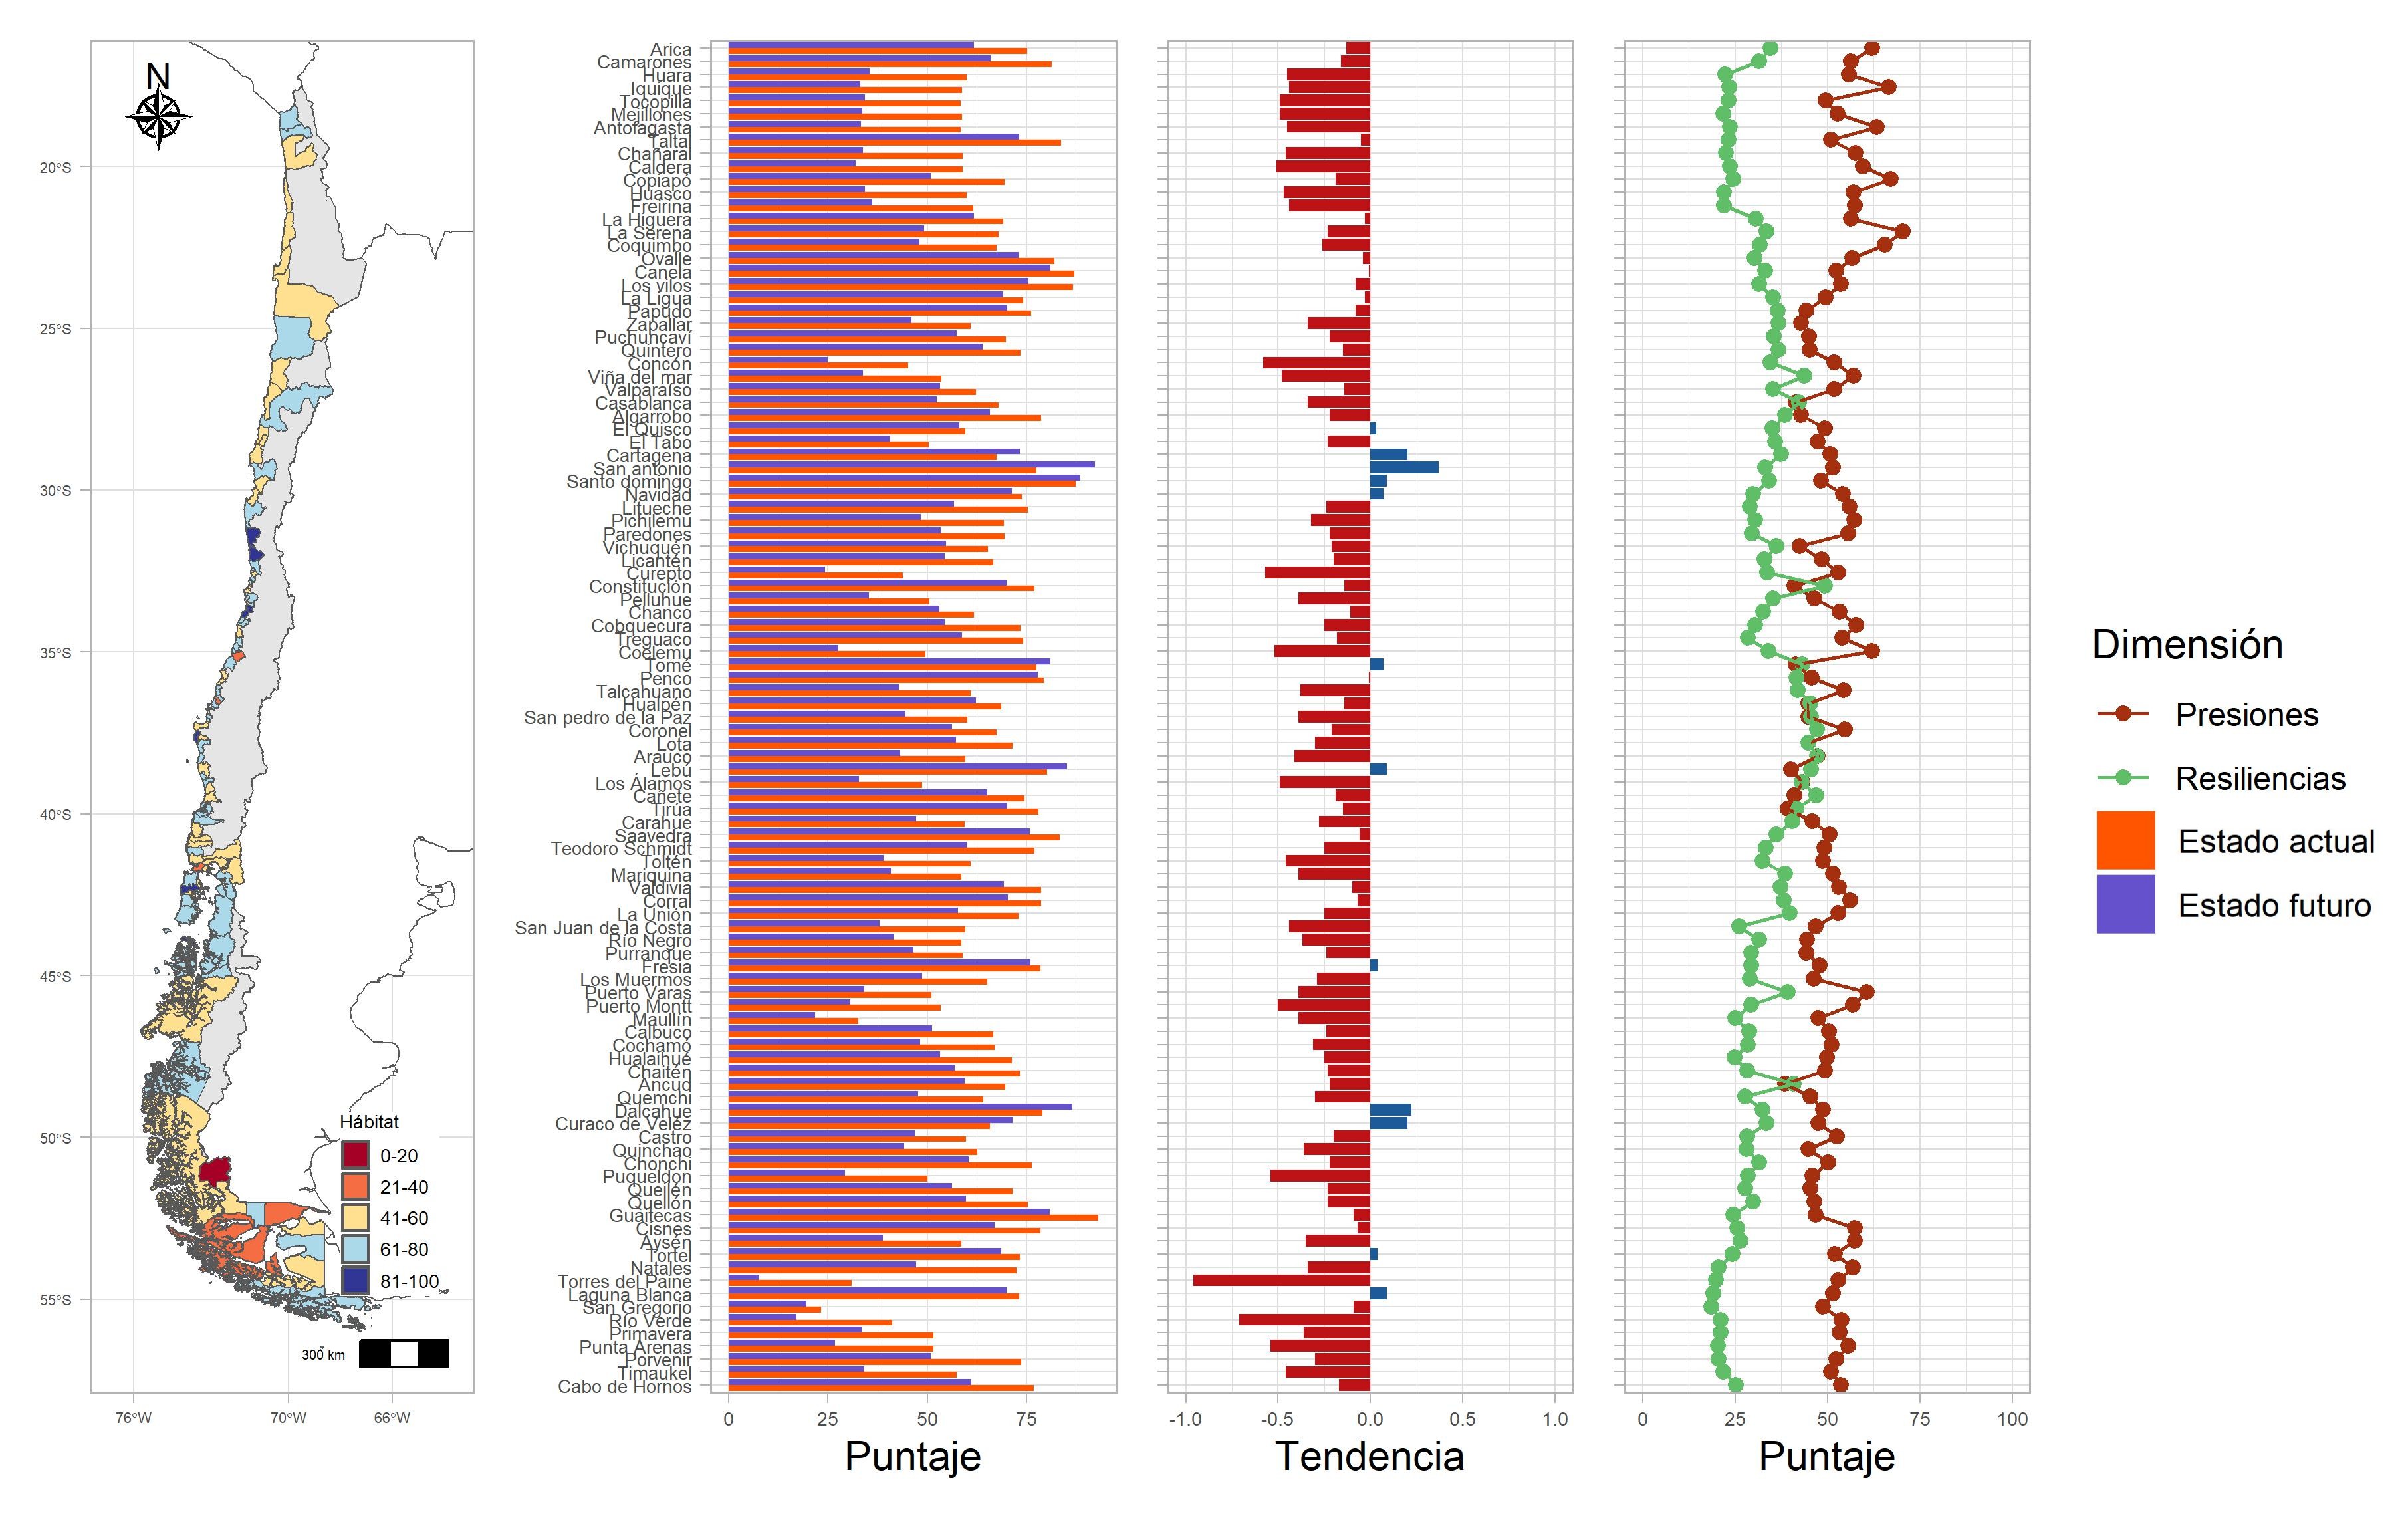 N
20°S
25°S
30°S
35°S
40°S
45°S
50°S
55°S
76°W
70°W
66°W
Hábitat
0-20
21-40
41-60
61-80
81-100
300 km
Arica
Camarones
Huara
Iquique
Tocopilla
Mejillones
Antofagasta
Taltal
Chañaral
Caldera
Copiapó
Huasco
Freirina
La Higuera
La Serena
Coquimbo
Ovalle
Canela
Los vilos
La Ligua
Papudo
Zapallar
Puchuncaví
Quintero
Concón
Viña del mar
Valparaíso
Casablanca
Algarrobo
El Quisco
El Tabo
Cartagena
San antonio
Santo domingo
Navidad
Litueche
Pichilemu
Paredones
Vichuquén
Licantén
Curepto
Constitución
Pelluhue
Chanco
Cobquecura
Treguaco
Coelemu
Tomé
Penco
Talcahuano
Hualpén
San pedro de la Paz
Coronel
Lota
Arauco
Lebu
Los Álamos
Cañete
Tirúa
Carahue
Saavedra
Teodoro Schmidt
Toltén
Mariquina
Valdivia
Corral
La Unión
San Juan de la Costa
Río Negro
Purranque
Fresia
Los Muermos
Puerto Varas
Puerto Montt
Maullín
Calbuco
Cochamó
Hualaihué
Chaitén
Ancud
Quemchi
Dalcahue
Curaco de Vélez
Castro
Quinchao
Chonchi
Puqueldón
Queilén
Quellón
Guaitecas
Cisnes
Aysén
Tortel
Natales
Torres del Paine
Laguna Blanca
San Gregorio
Río Verde
Primavera
Punta Arenas
Porvenir
Timaukel
Cabo de Hornos
0
25
50
75
Puntaje
-1.0
-0.5
0.0
0.5
1.0
Tendencia
0
25
50
75
100
Puntaje
Dimensión
Presiones
Resiliencias
Estado actual
Estado futuro